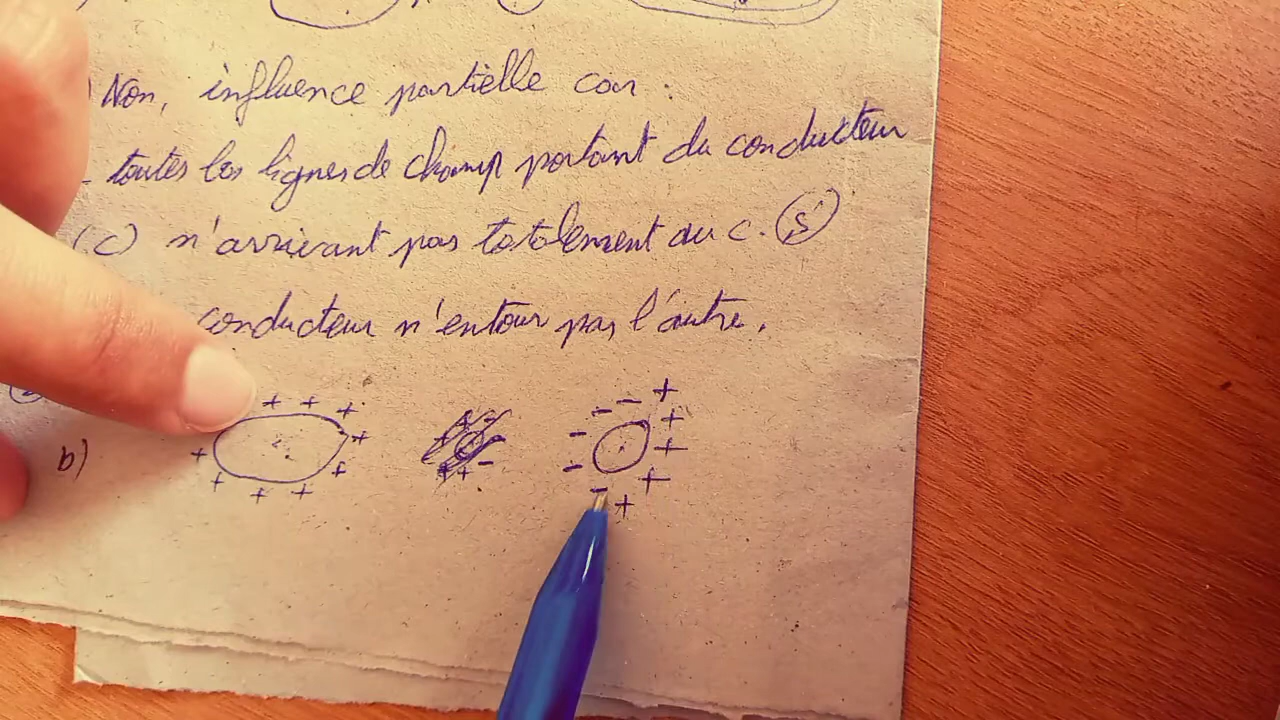 ) Non, influence partielle car :
- toutes les lignes de champ partant du conducteur
(C) n'arrivant pas totalement au c. (S')
conducteur n'entour pas l'autre.
b)